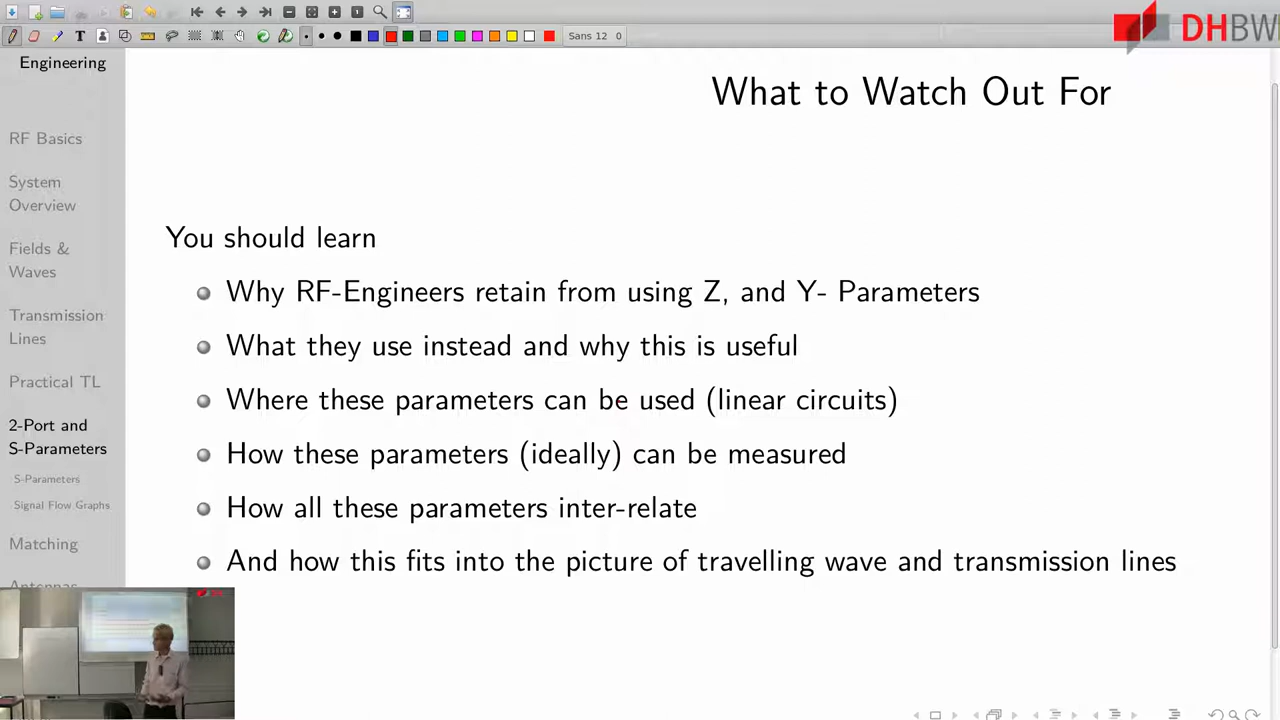 Sans 12 0
DHBW
Engineering
What to Watch Out For
RF Basics
System
Overview
Fields &
Waves
Transmission
Lines
Practical TL
2-Port and
S-Parameters
S-Parameters
Signal Flow Graphs
Matching
Antennas
You should learn
Why RF-Engineers retain from using Z, and Y- Parameters
What they use instead and why this is useful
Where these parameters can be used (linear circuits)
How these parameters (ideally) can be measured
How all these parameters inter-relate
And how this fits into the picture of travelling wave and transmission lines